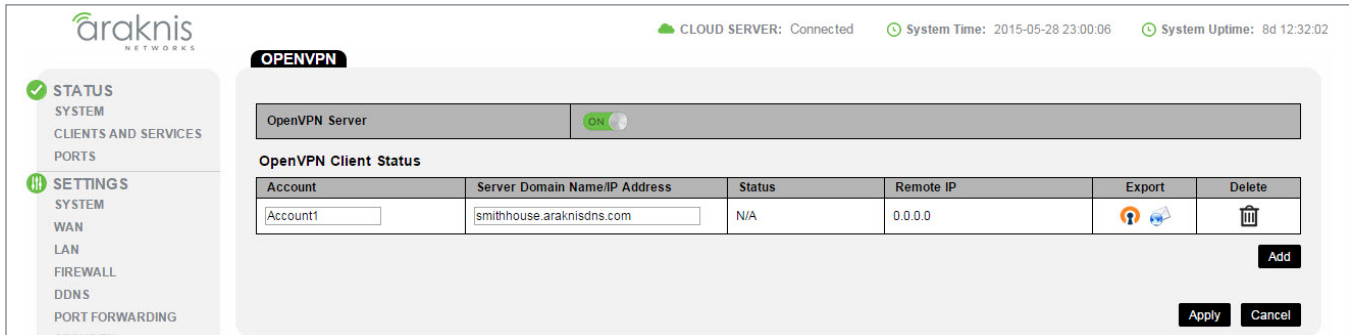 araknis
NETWORKS
CLOUD SERVER: Connected
System Time: 2015-05-28 23:00:06
System Uptime: 8d 12:32:02
OPENVPN
STATUS
SYSTEM
CLIENTS AND SERVICES
PORTS
SETTINGS
SYSTEM
WAN
LAN
FIREWALL
DDNS
PORT FORWARDING
OpenVPN Server ON
OpenVPN Client Status
Account Server Domain Name/IP Address Status Remote IP Export Delete
Account1 smithhouse.araknisdns.com N/A 0.0.0.0
Add
Apply Cancel